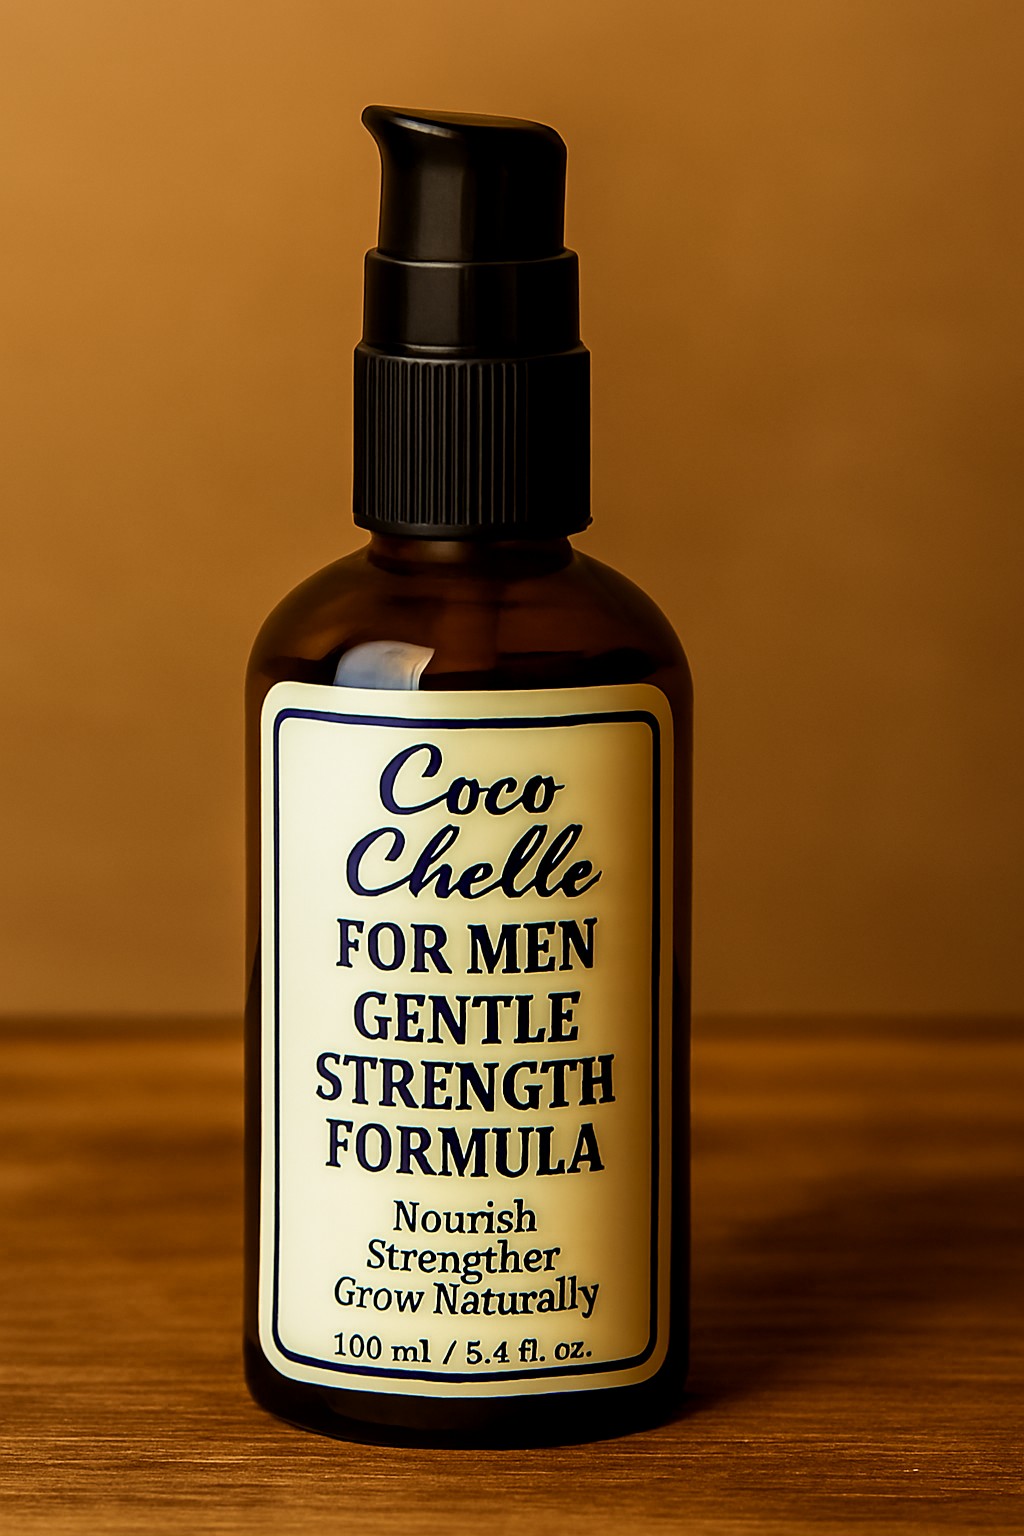 Coco
Chelle
FOR MEN
GENTLE
STRENGTH
FORMULA
Nourish
Strengther
Grow Naturally
100 ml / 5.4 fl. oz.